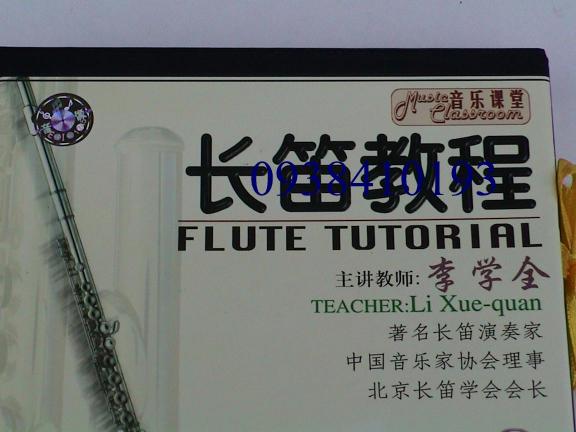 Music Classroom 音乐课堂
长笛教程
0938410193
FLUTE TUTORIAL
主讲教师: 李学全
TEACHER:Li Xue-quan
著名长笛演奏家
中国音乐家协会理事
北京长笛学会会长